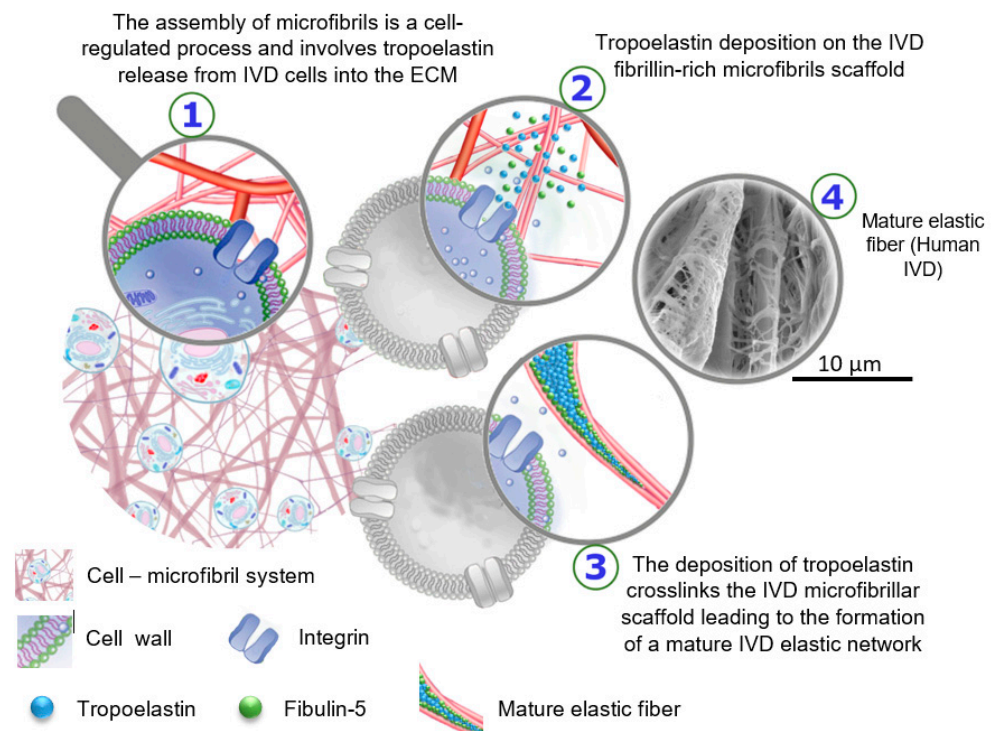 The assembly of microfibrils is a cell-
regulated process and involves tropoelastin
release from IVD cells into the ECM
1
Tropoelastin deposition on the IVD
fibrillin-rich microfibrils scaffold
2
4
Mature elastic
fiber (Human
IVD)
10 µm
3
The deposition of tropoelastin
crosslinks the IVD microfibrillar
scaffold leading to the formation
of a mature IVD elastic network
Cell – microfibril system
Cell wall
Integrin
Tropoelastin
Fibulin-5
Mature elastic fiber